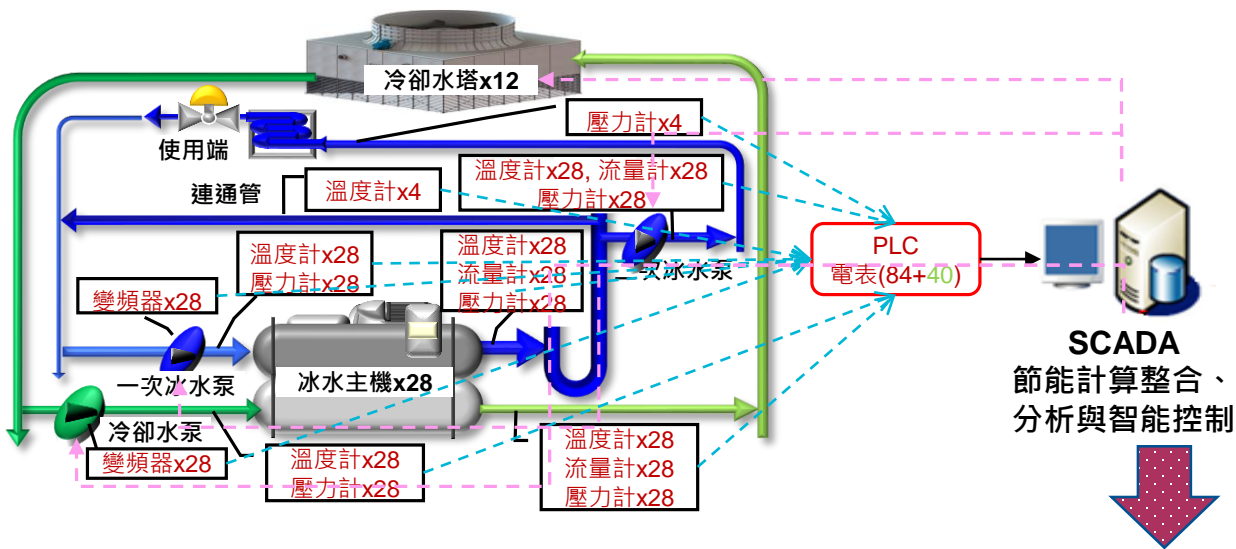 冷卻水塔x12
壓力計x4
使用端
溫度計x28, 流量計x28
壓力計x28
連通管
溫度計x4
PLC
電表(84+40)
溫度計x28
壓力計x28
溫度計x28
流量計x28
壓力計x28
二次冰水泵
變頻器x28
SCADA
節能計算整合、
分析與智能控制
一次冰水泵
冰水主機x28
冷卻水泵
變頻器x28
溫度計x28
壓力計x28
溫度計x28
流量計x28
壓力計x28